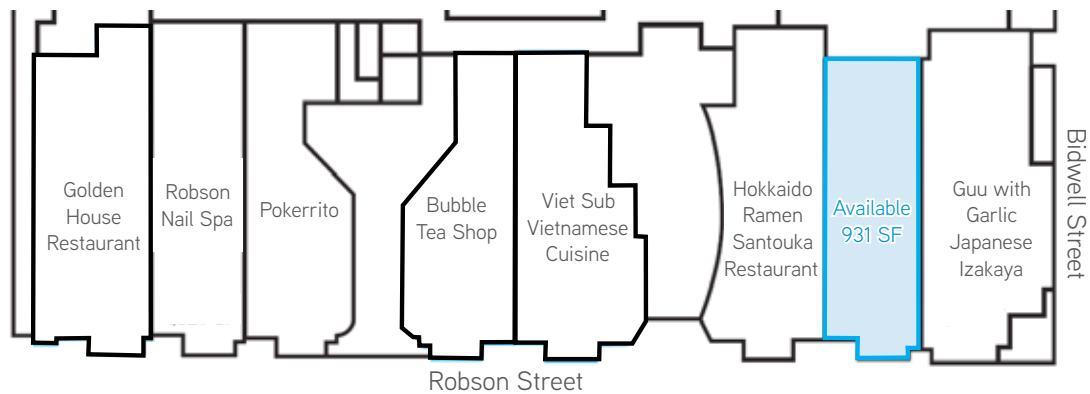 Golden
House
Restaurant
Robson
Nail Spa
Pokerrito
Bubble
Tea Shop
Viet Sub
Vietnamese
Cuisine
Hokkaido
Ramen
Santouka
Restaurant
Available
931 SF
Guu with
Garlic
Japanese
Izakaya
Bidwell Street
Robson Street